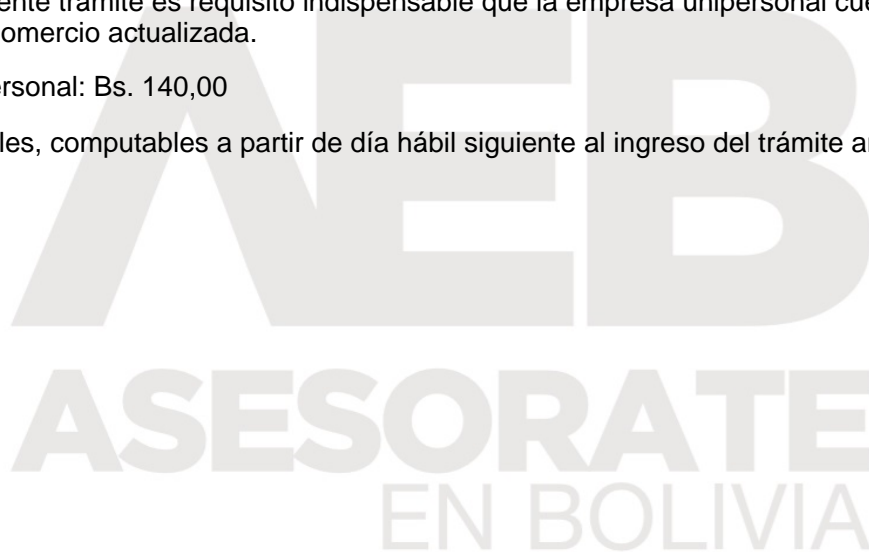 ente trámite es requisito indispensable que la empresa unipersonal cue
omercio actualizada.
ersonal: Bs. 140,00
les, computables a partir de día hábil siguiente al ingreso del trámite a
AEB
ASESORATE
EN BOLIVIA